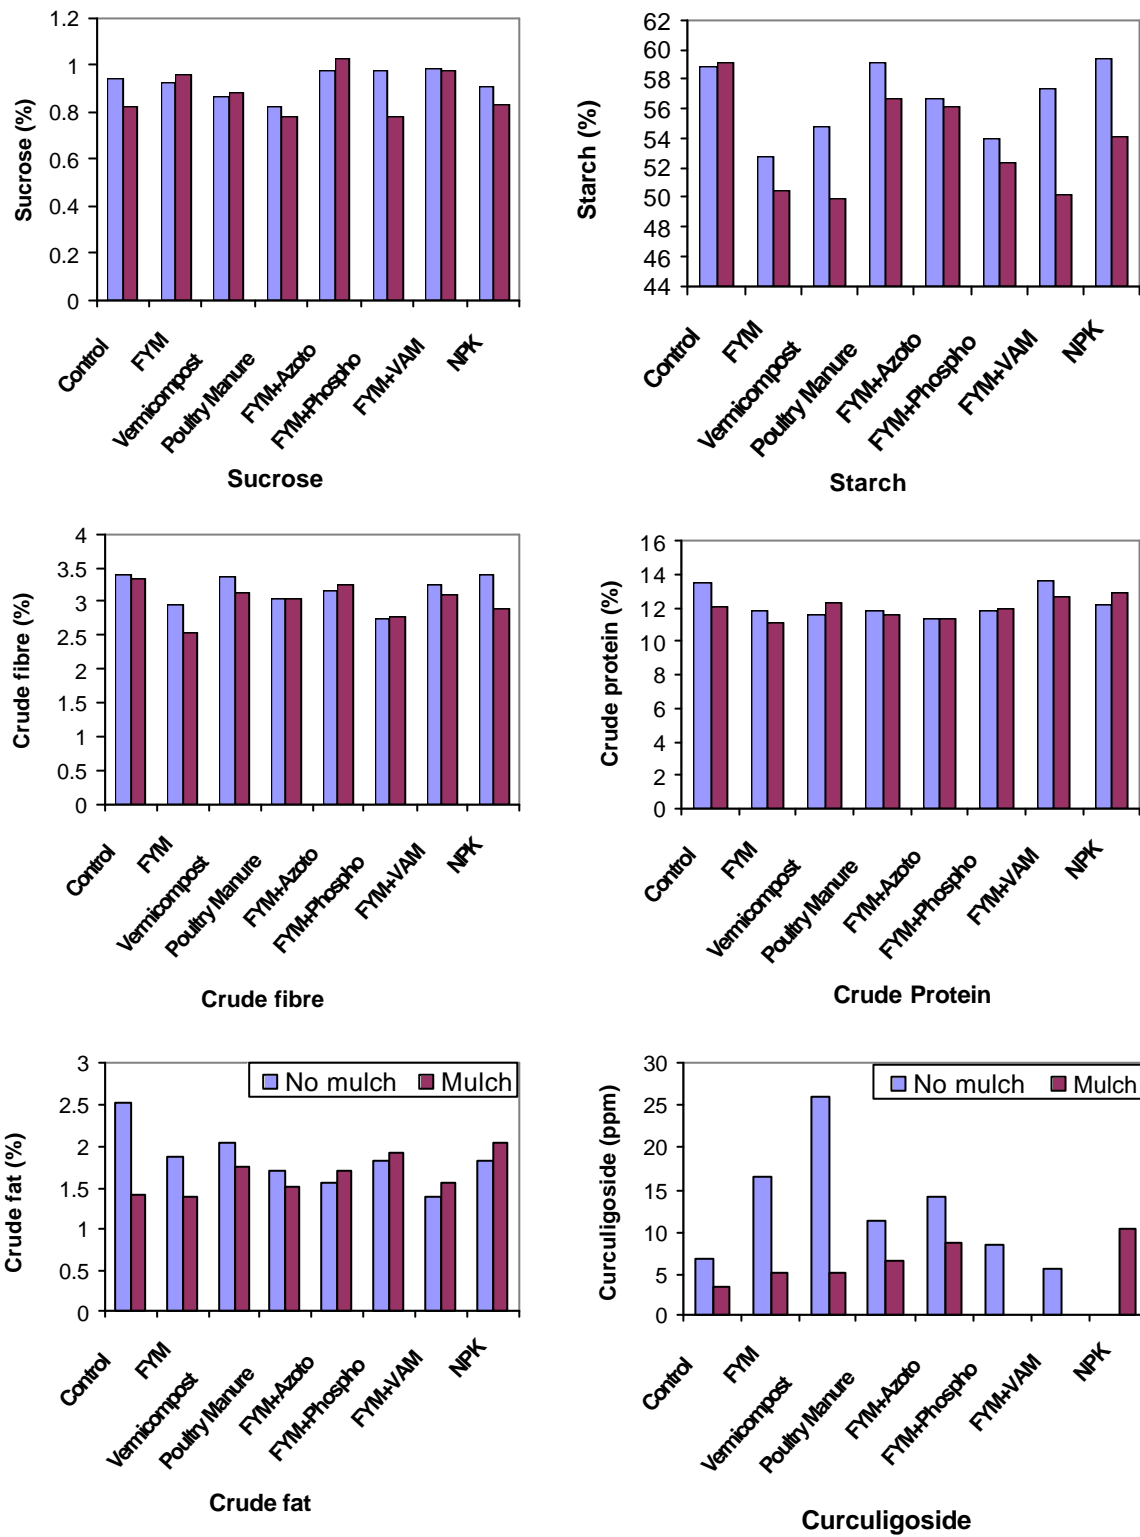 Sucrose (%)
1.2
1
0.8
0.6
0.4
0.2
0
Control
FYM
Vermicompost
Poultry Manure
FYM+Azoto
FYM+Phospho
FYM+VAM
NPK
Sucrose
Starch (%)
62
60
58
56
54
52
50
48
46
44
Control
FYM
Vermicompost
Poultry Manure
FYM+Azoto
FYM+Phospho
FYM+VAM
NPK
Starch
Crude fibre (%)
4
3.5
3
2.5
2
1.5
1
0.5
0
Control
FYM
Vermicompost
Poultry Manure
FYM+Azoto
FYM+Phospho
FYM+VAM
NPK
Crude fibre
Crude protein (%)
16
14
12
10
8
6
4
2
0
Control
FYM
Vermicompost
Poultry Manure
FYM+Azoto
FYM+Phospho
FYM+VAM
NPK
Crude Protein
Crude fat (%)
3
2.5
2
1.5
1
0.5
0
No mulch Mulch
Control
FYM
Vermicompost
Poultry Manure
FYM+Azoto
FYM+Phospho
FYM+VAM
NPK
Crude fat
Curculigoside (ppm)
30
25
20
15
10
5
0
No mulch Mulch
Control
FYM
Vermicompost
Poultry Manure
FYM+Azoto
FYM+Phospho
FYM+VAM
NPK
Curculigoside